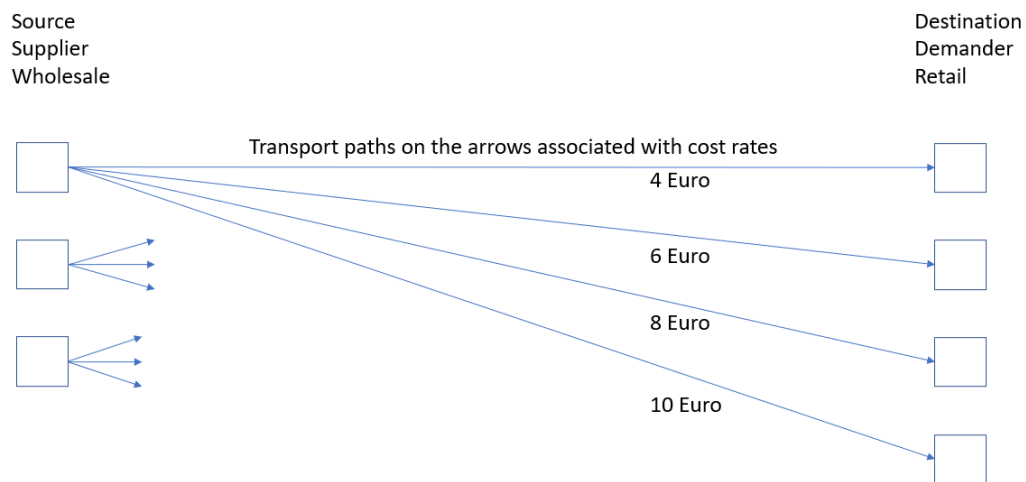 Source
Supplier
Wholesale
Destination
Demander
Retail
Transport paths on the arrows associated with cost rates
4 Euro
6 Euro
8 Euro
10 Euro